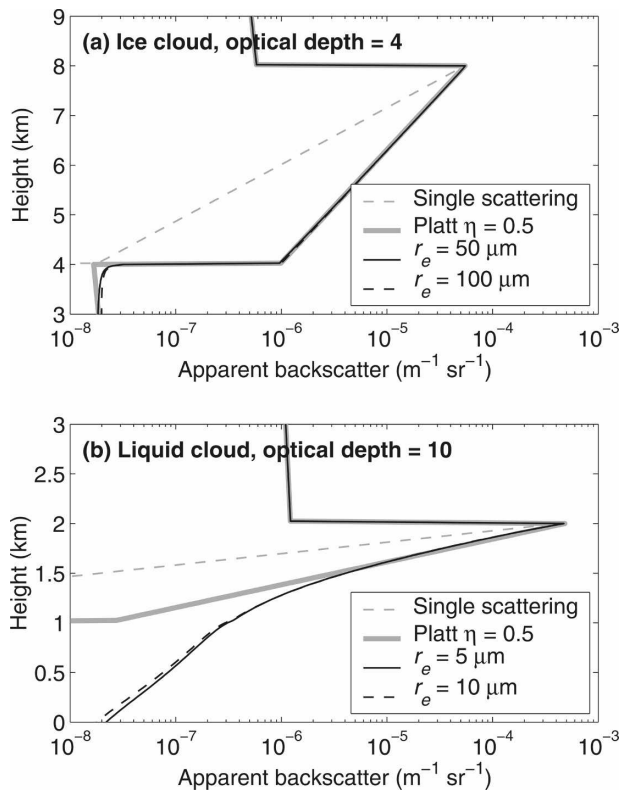 (a) Ice cloud, optical depth = 4
Height (km)
9
8
7
6
5
4
3
Single scattering
Platt η = 0.5
rₑ = 50 μm
rₑ = 100 μm
10⁻⁸ 10⁻⁷ 10⁻⁶ 10⁻⁵ 10⁻⁴ 10⁻³
Apparent backscatter (m⁻¹ sr⁻¹)
(b) Liquid cloud, optical depth = 10
Height (km)
3
2.5
2
1.5
1
0.5
0
Single scattering
Platt η = 0.5
rₑ = 5 μm
rₑ = 10 μm
10⁻⁸ 10⁻⁷ 10⁻⁶ 10⁻⁵ 10⁻⁴ 10⁻³
Apparent backscatter (m⁻¹ sr⁻¹)